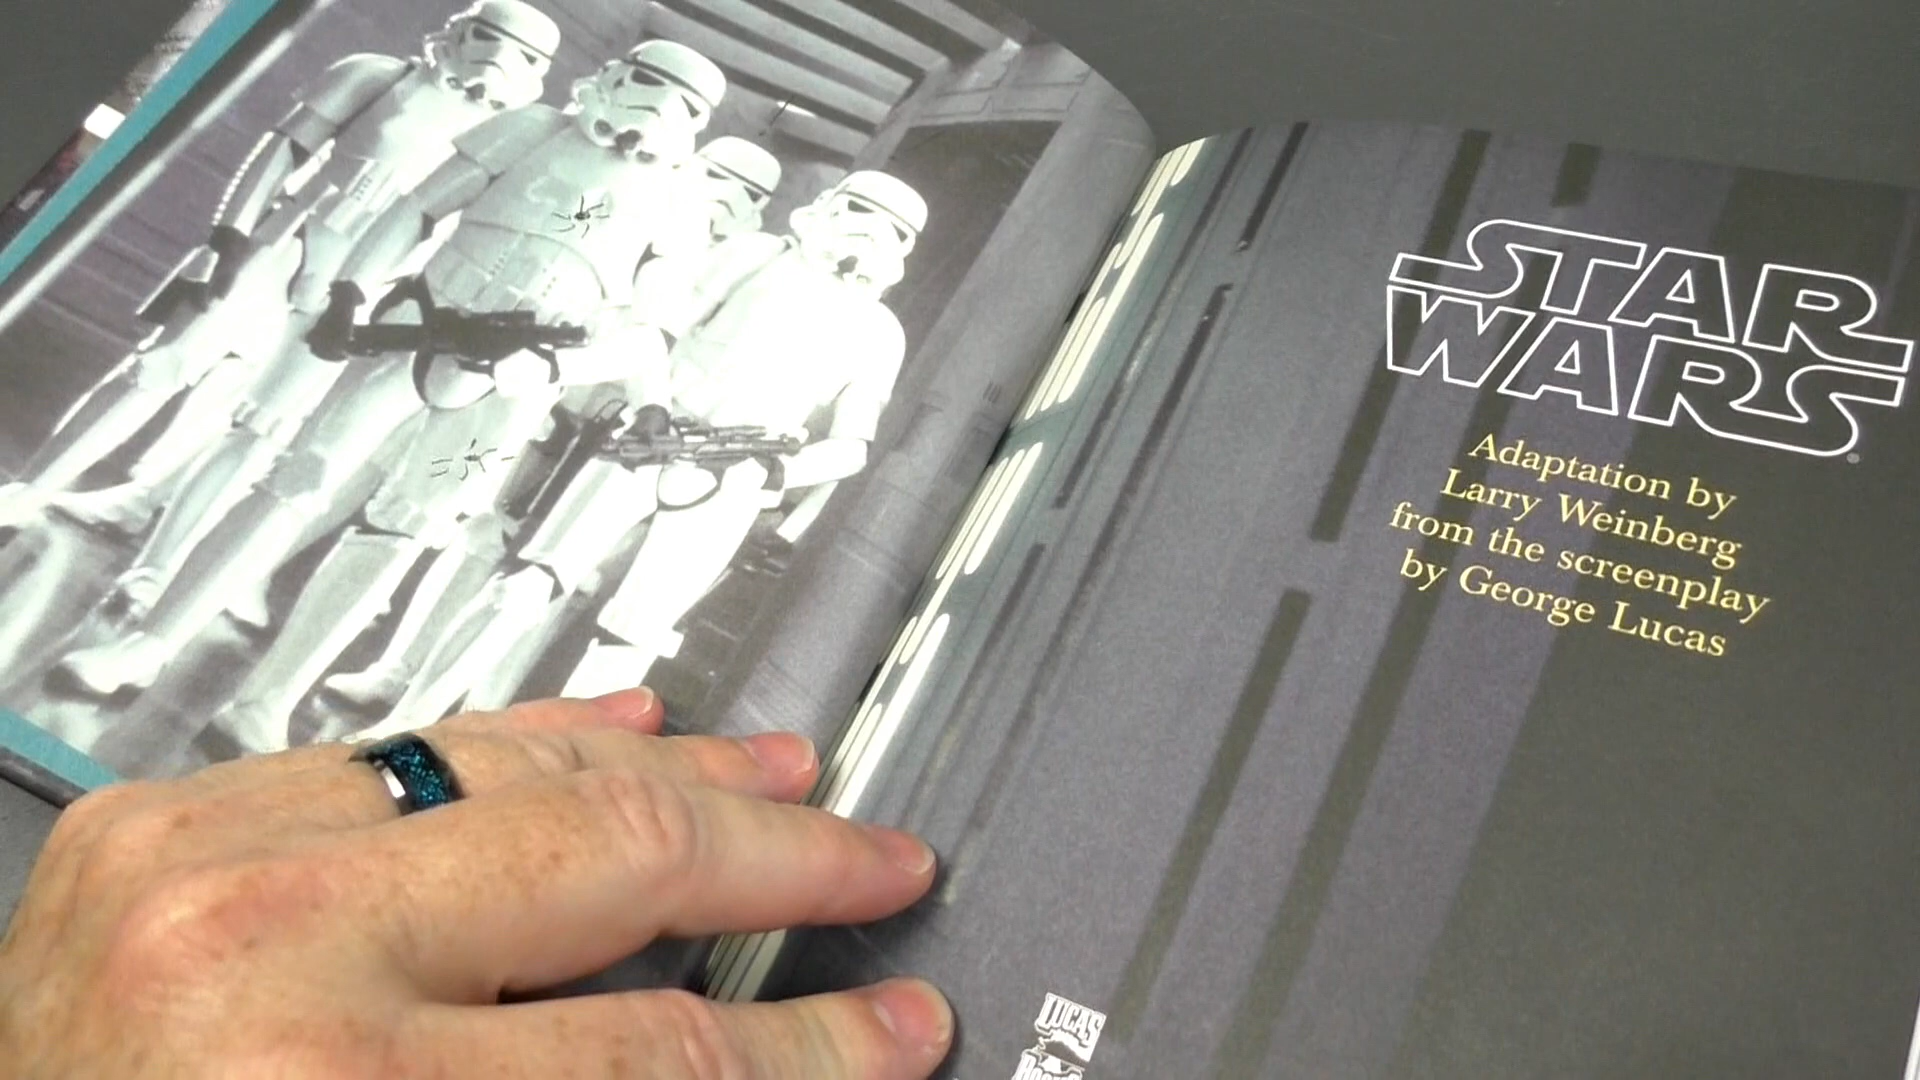 STAR
WARS®
Adaptation by
Larry Weinberg
from the screenplay
by George Lucas
LUCAS
BOOKS